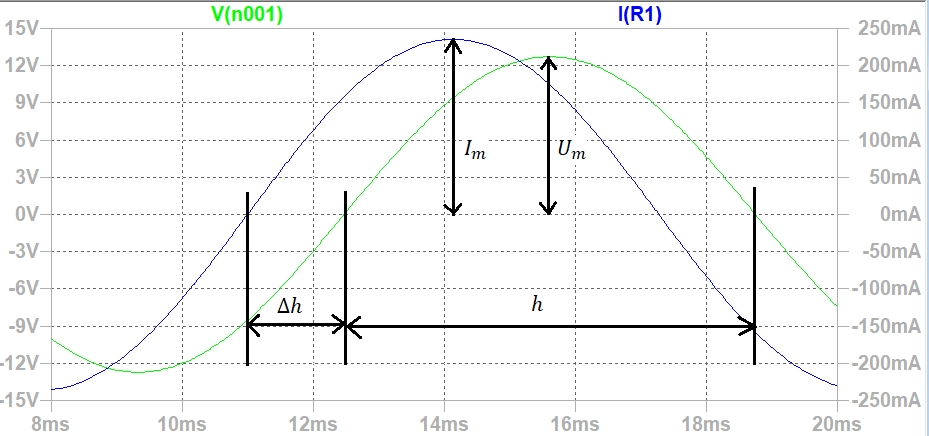 V(n001) I(R1)
15V 250mA
12V 200mA
9V 150mA
6V I_m U_m 100mA
3V 50mA
0V 0mA
-3V -50mA
-6V Δh h -100mA
-9V -150mA
-12V -200mA
-15V -250mA
8ms 10ms 12ms 14ms 16ms 18ms 20ms